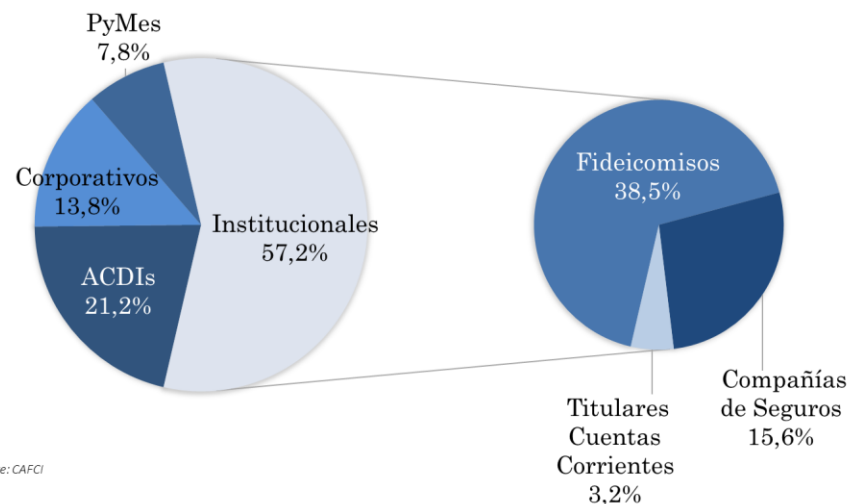 PyMes
7,8%
Corporativos
13,8%
Institucionales
57,2%
ACDIs
21,2%
Fideicomisos
38,5%
Compañías
de Seguros
15,6%
Titulares
Cuentas
Corrientes
3,2%
e: CAFCI